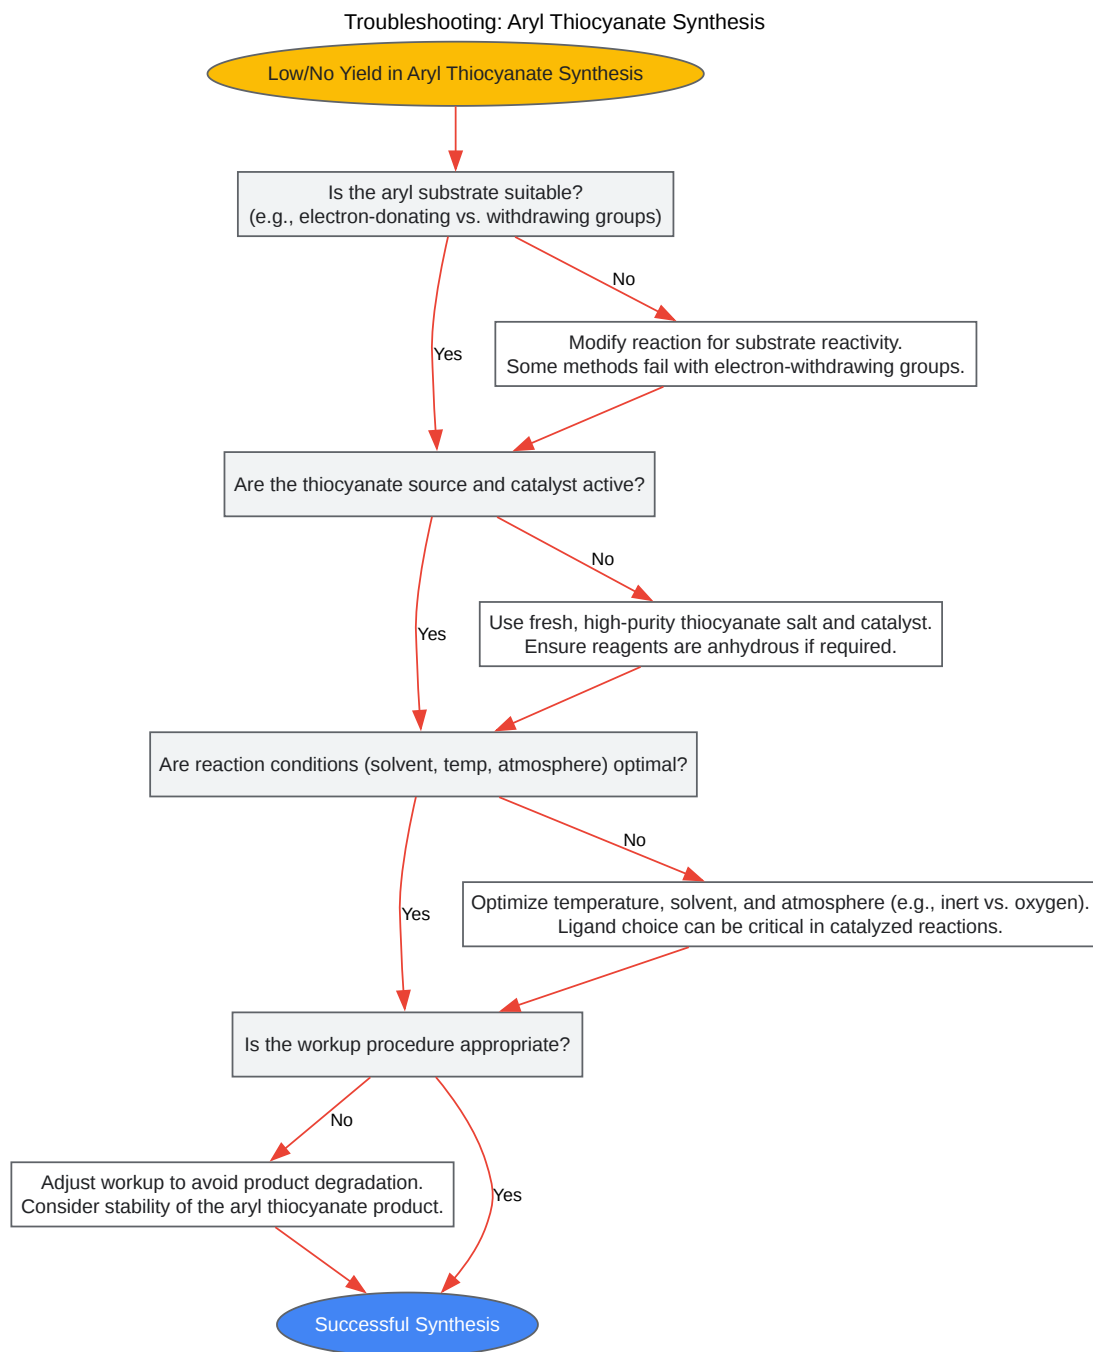 Troubleshooting: Aryl Thiocyanate Synthesis
Low/No Yield in Aryl Thiocyanate Synthesis
Is the aryl substrate suitable?
(e.g., electron-donating vs. withdrawing groups)
No
Modify reaction for substrate reactivity.
Some methods fail with electron-withdrawing groups.
Yes
Are the thiocyanate source and catalyst active?
No
Use fresh, high-purity thiocyanate salt and catalyst.
Ensure reagents are anhydrous if required.
Yes
Are reaction conditions (solvent, temp, atmosphere) optimal?
No
Optimize temperature, solvent, and atmosphere (e.g., inert vs. oxygen).
Ligand choice can be critical in catalyzed reactions.
Yes
Is the workup procedure appropriate?
No
Adjust workup to avoid product degradation.
Consider stability of the aryl thiocyanate product.
Yes
Successful Synthesis